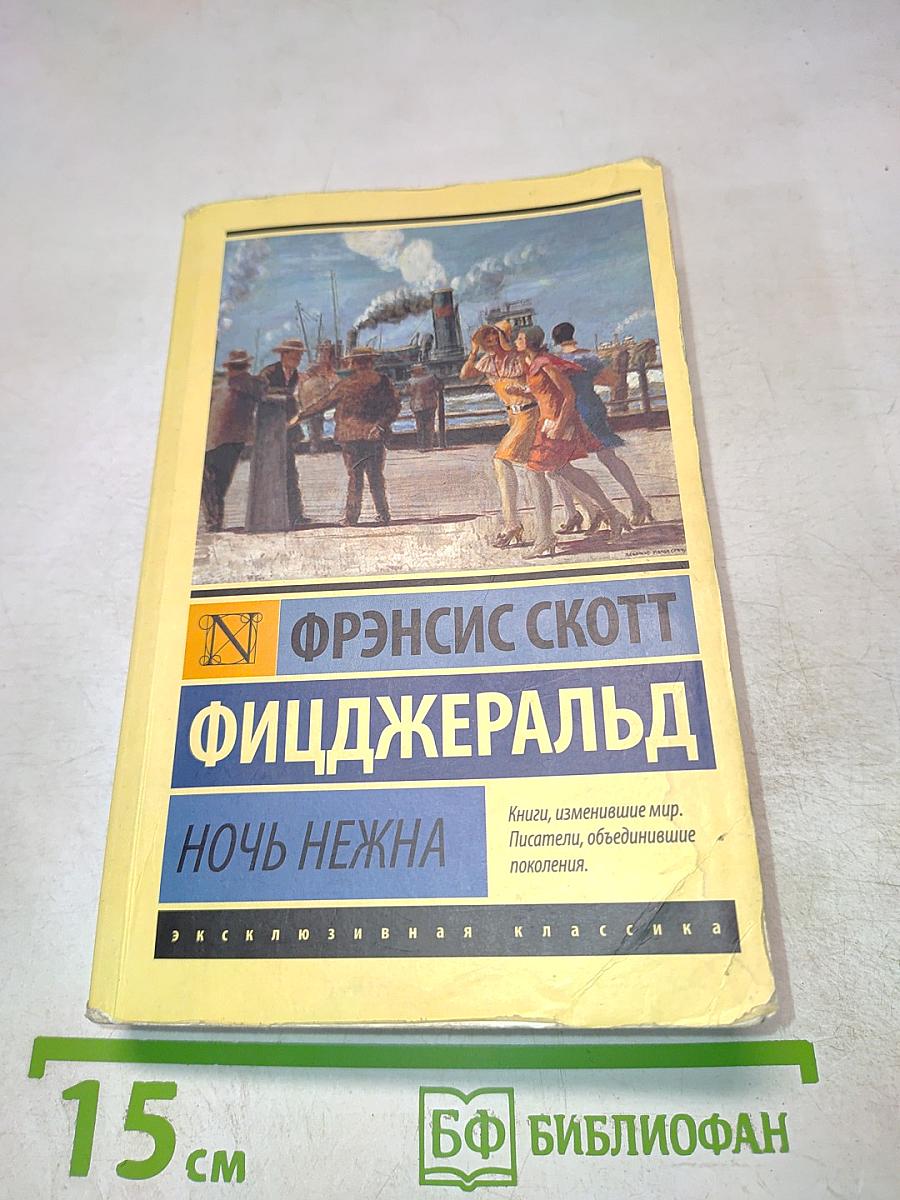 N ФРЭНСИС СКОТТ
ФИЦДЖЕРАЛЬД
НОЧЬ НЕЖНА
Книги, изменившие мир.
Писатели, объединившие
поколения.
эксклюзивная классика
15 см
БФ БИБЛИОФАН